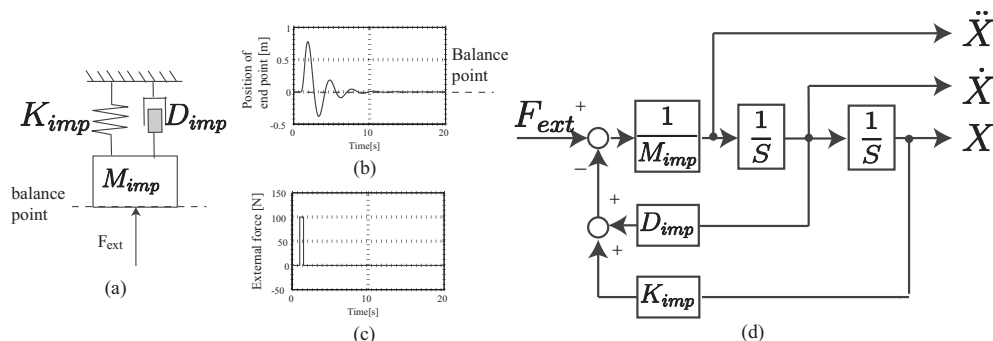 K_imp
D_imp
M_imp
balance
point
F_ext
(a)
Position of
end point [m]
1
0.5
0
-0.5
0
10
20
Time[s]
Balance
point
(b)
External force [N]
150
100
50
0
-50
0
10
20
Time[s]
(c)
F_ext
+
−
1
M_imp
1
S
1
S
Ẍ
Ẋ
X
+
D_imp
+
K_imp
(d)